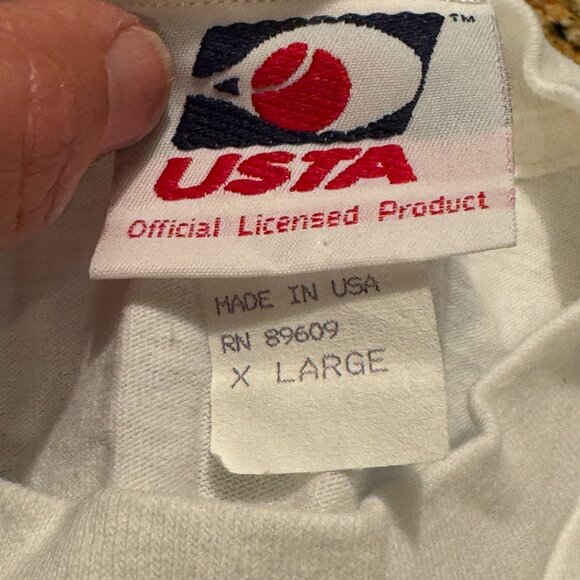 ™
USTA
Official Licensed Product
MADE IN USA
RN 89609
X LARGE